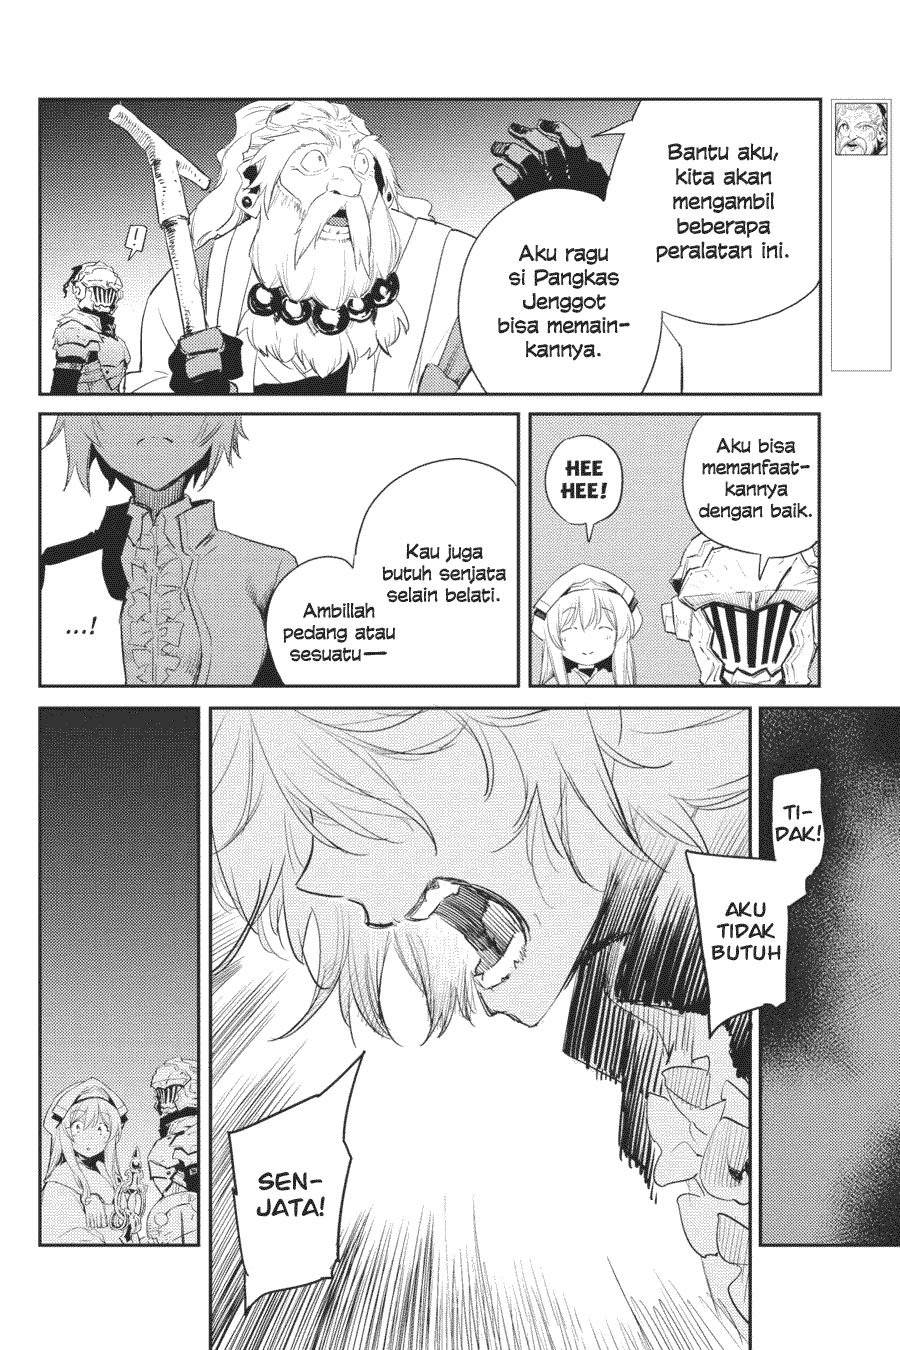 Bantu aku,
kita akan
mengambil
beberapa
peralatan ini.
Aku ragu
si Pangkas
Jenggot
bisa memain-
kannya.
!
Aku bisa
memanfaat-
kannya
dengan baik.
HEE
HEE!
Kau juga
butuh senjata
selain belati.
Ambillah
pedang atau
sesuatu—
...!
TI-
DAK!
AKU
TIDAK
BUTUH
SEN-
JATA!